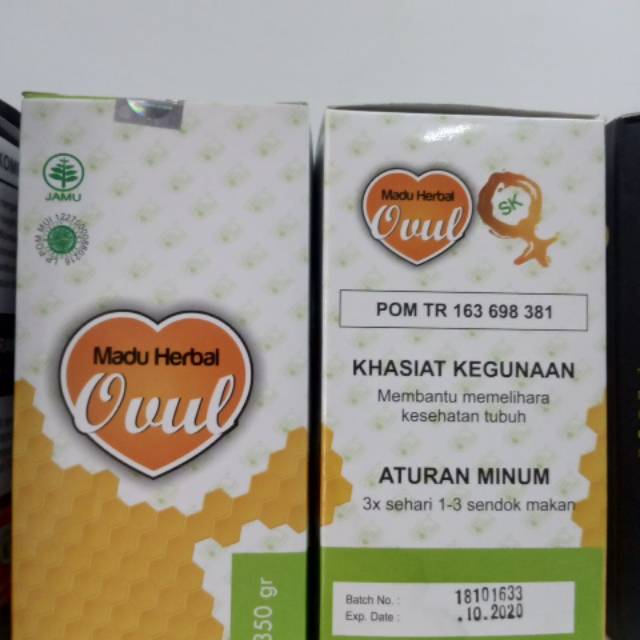 JAMU
Madu Herbal
Ovul
350 gr
Madu Herbal
Ovul
SK
POM TR 163 698 381
KHASIAT KEGUNAAN
Membantu memelihara
kesehatan tubuh
ATURAN MINUM
3x sehari 1-3 sendok makan
Batch No. : 18101633
Exp. Date : .10.2020